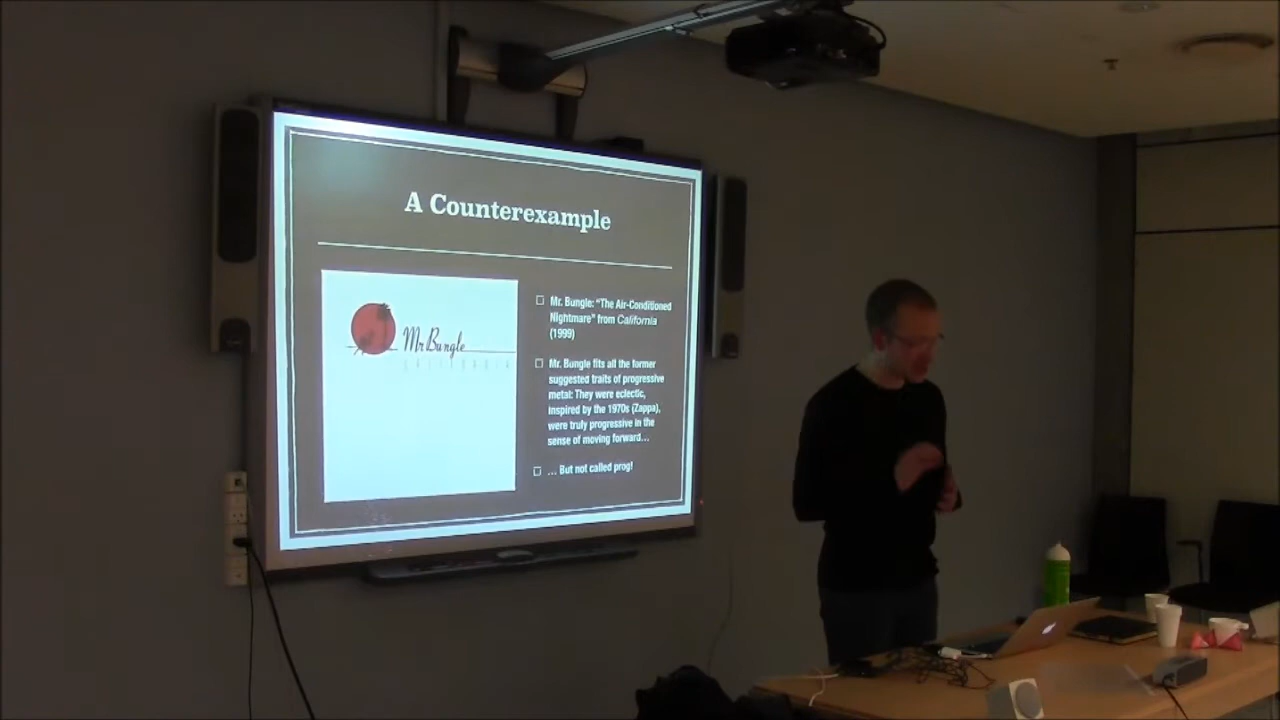 A Counterexample
Mr. Bungle
CALIFORNIA
Mr. Bungle: “The Air-Conditioned
Nightmare” from California
(1999)
Mr. Bungle fits all the former
suggested traits of progressive
metal: They were eclectic,
inspired by the 1970s (Zappa),
were truly progressive in the
sense of moving forward…
… But not called prog!